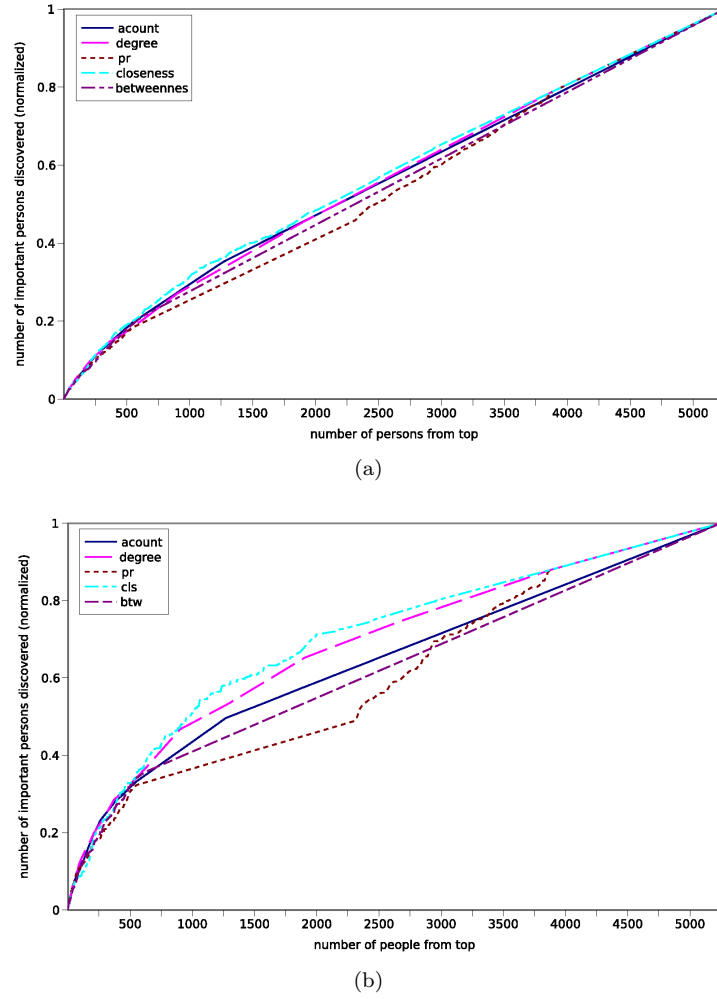 1
0.8
0.6
0.4
0.2
0
number of important persons discovered (normalized)
acount
degree
pr
closeness
betweennes
500 1000 1500 2000 2500 3000 3500 4000 4500 5000
number of persons from top
(a)
1
0.8
0.6
0.4
0.2
0
number of important persons discovered (normalized)
acount
degree
pr
cls
btw
500 1000 1500 2000 2500 3000 3500 4000 4500 5000
number of people from top
(b)